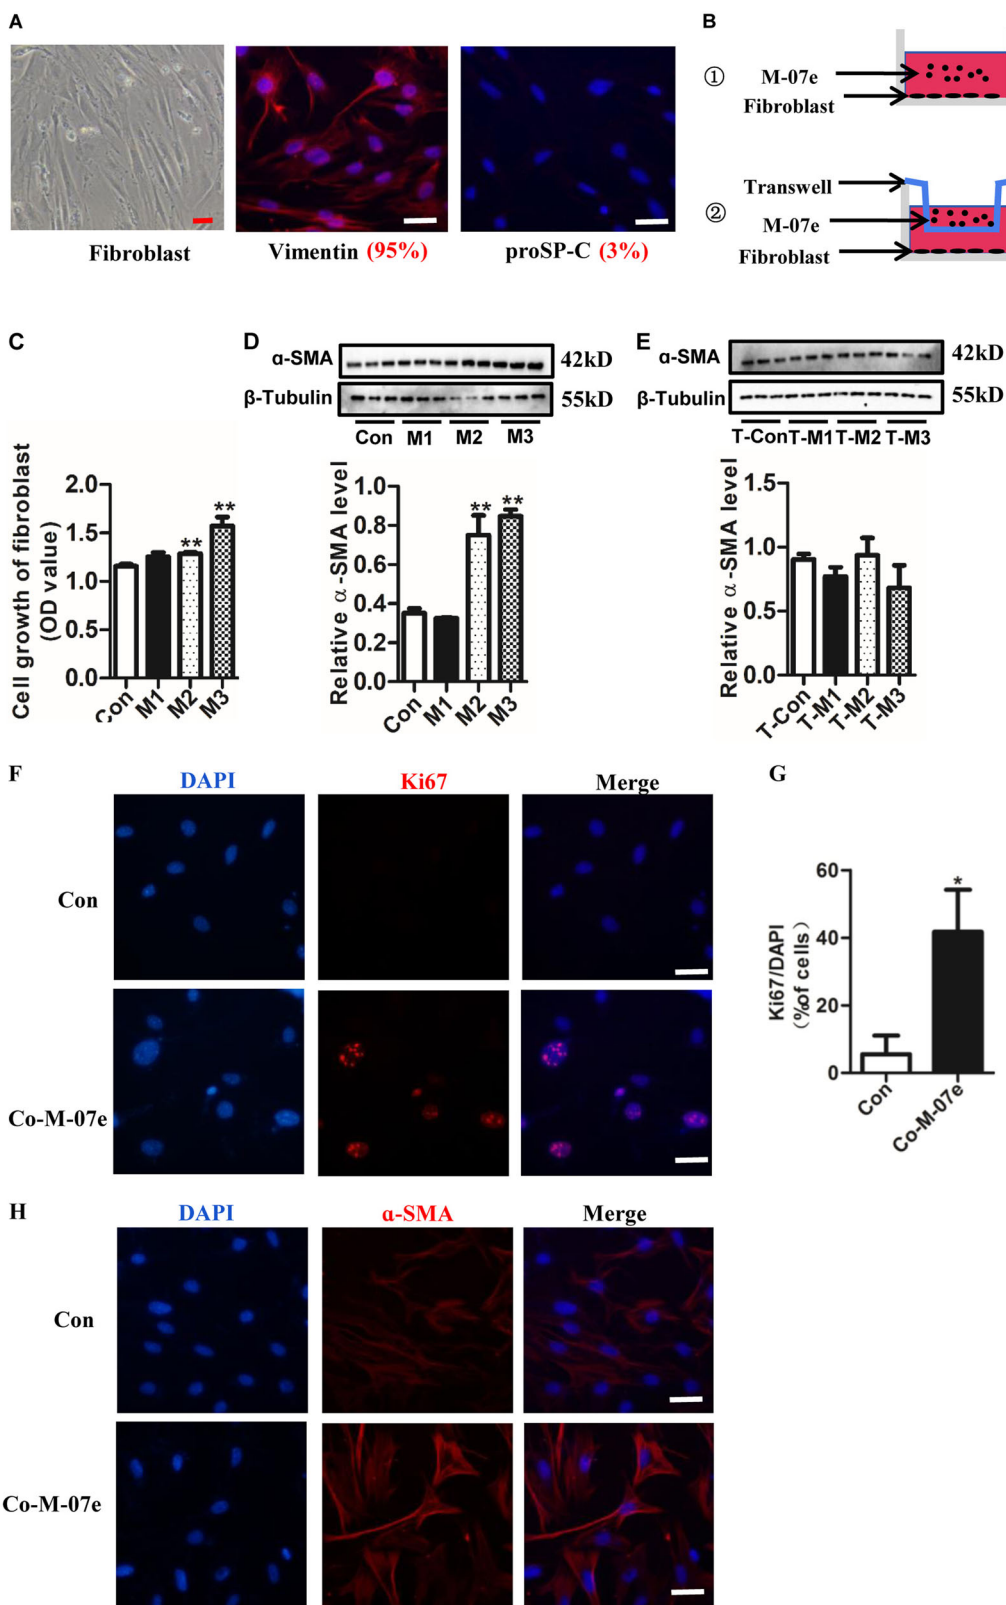 A
Fibroblast
Vimentin (95%)
proSP-C (3%)
B
①
M-07e
Fibroblast
②
Transwell
M-07e
Fibroblast
C
Cell growth of fibroblast
(OD value)
2.0
1.5
1.0
0.5
0.0
**
**
Con
M1
M2
M3
D
α-SMA
42kD
β-Tubulin
55kD
Con M1 M2 M3
Relative α-SMA level
1.0
0.8
0.6
0.4
0.2
0.0
**
**
Con
M1
M2
M3
E
α-SMA
42kD
β-Tubulin
55kD
T-Con T-M1 T-M2 T-M3
Relative α-SMA level
1.5
1.0
0.5
0.0
T-Con
T-M1
T-M2
T-M3
F
DAPI
Ki67
Merge
Con
Co-M-07e
G
Ki67/DAPI
(%of cells)
60
40
20
0
*
Con
Co-M-07e
H
DAPI
α-SMA
Merge
Con
Co-M-07e